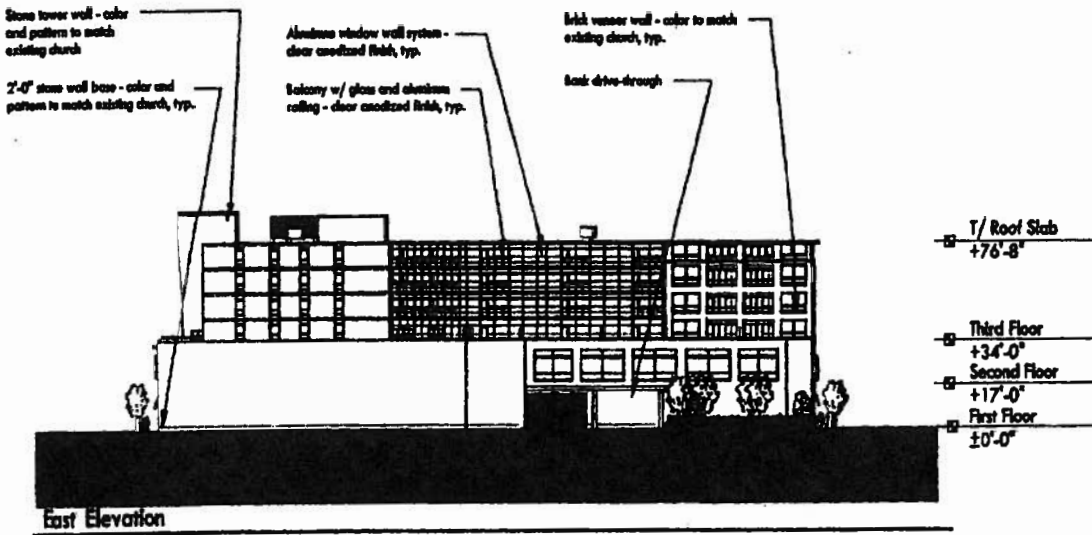 Stone tower wall - color
and pattern to match
existing church
2'-0" stone wall base - color and
pattern to match existing church, typ.
Aluminum window wall system -
clear anodized finish, typ.
Balcony w/ glass and aluminum
railing - clear anodized finish, typ.
Brick veneer wall - color to match
existing church, typ.
Bank drive-through
T/ Roof Slab
+76'-8"
Third Floor
+34'-0"
Second Floor
+17'-0"
First Floor
±0'-0"
East Elevation